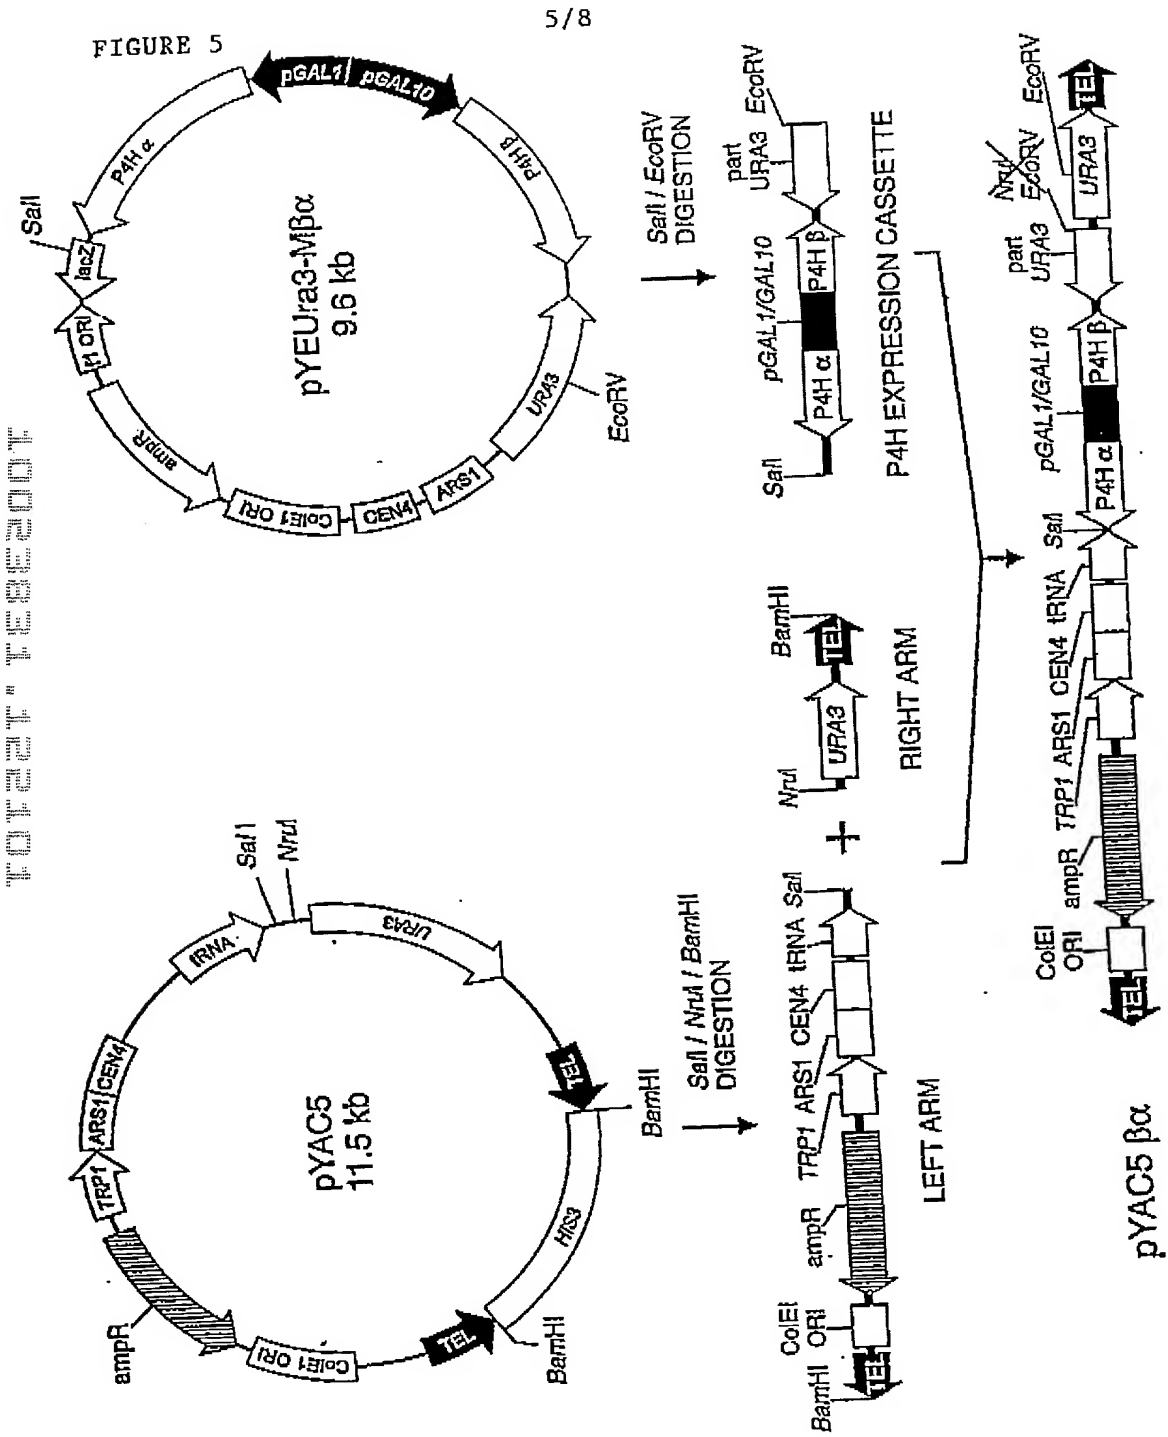 5/8
FIGURE 5
pYAC5
11.5 kb
ampR
TRP1
ARS1
CEN4
tRNA
Sal I
NruI
URA3
TEL
BamHI
HIS3
BamHI
TEL
ColE1 ORI
SalI / NruI / BamHI
DIGESTION
pYEUra3-Mβα
9.6 kb
SalI
lacZ
P4H α
pGAL1
pGAL10
P4H β
URA3
EcoRV
ARS1
CEN4
ColE1 ORI
ampR
f1 ORI
SalI / EcoRV
DIGESTION
BamHI
TEL
ColEI
ORI
ampR
TRP1
ARS1
CEN4
tRNA
SalI
LEFT ARM
+
NruI
URA3
TEL
BamHI
RIGHT ARM
SalI
P4H α
pGAL1/GAL10
P4H β
part
URA3
EcoRV
P4H EXPRESSION CASSETTE
TEL
ColEI
ORI
ampR
TRP1
ARS1
CEN4
tRNA
SalI
P4H α
pGAL1/GAL10
P4H β
part
URA3
NruI
EcoRV
URA3
EcoRV
TEL
pYAC5 βα